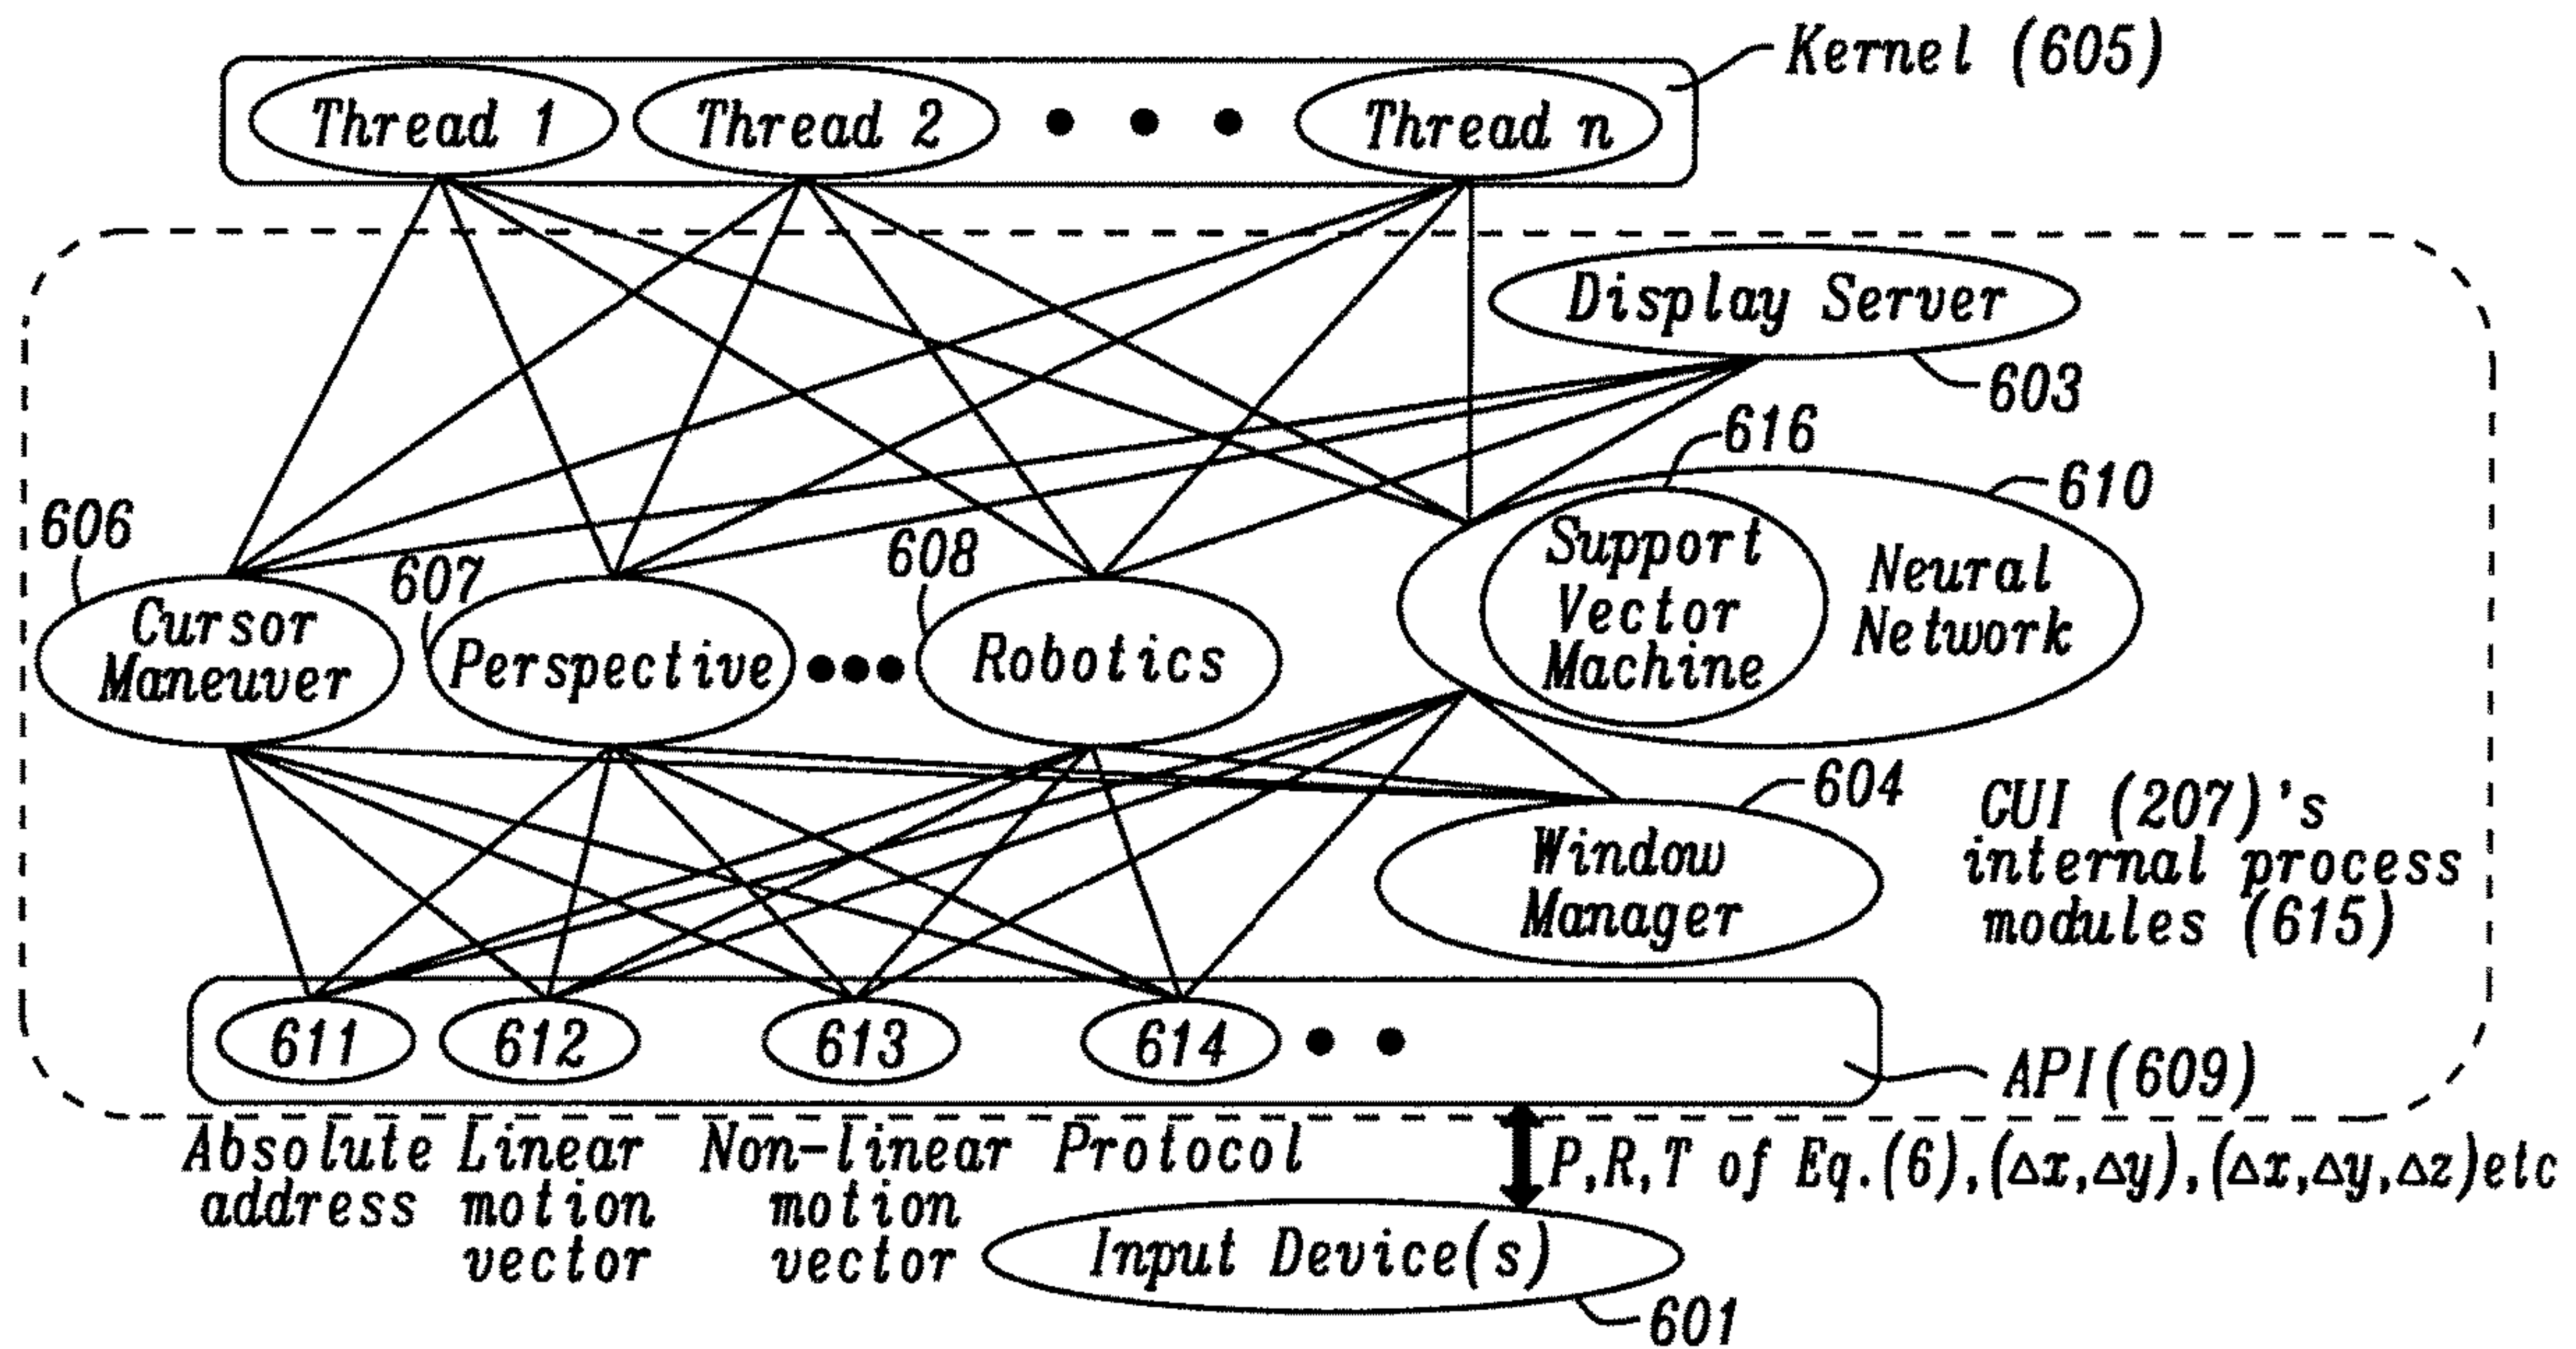 Kernel (605)
Thread 1
Thread 2
Thread n
Display Server
603
616
610
606
607
608
Support
Vector
Machine
Neural
Network
Cursor
Maneuver
Perspective
Robotics
604
Window
Manager
CUI (207)'s
internal process
modules (615)
611
612
613
614
API(609)
Absolute
address
Linear
motion
vector
Non-linear
motion
vector
Protocol
P,R,T of Eq.(6),(Δx,Δy),(Δx,Δy,Δz)etc
Input Device(s)
601